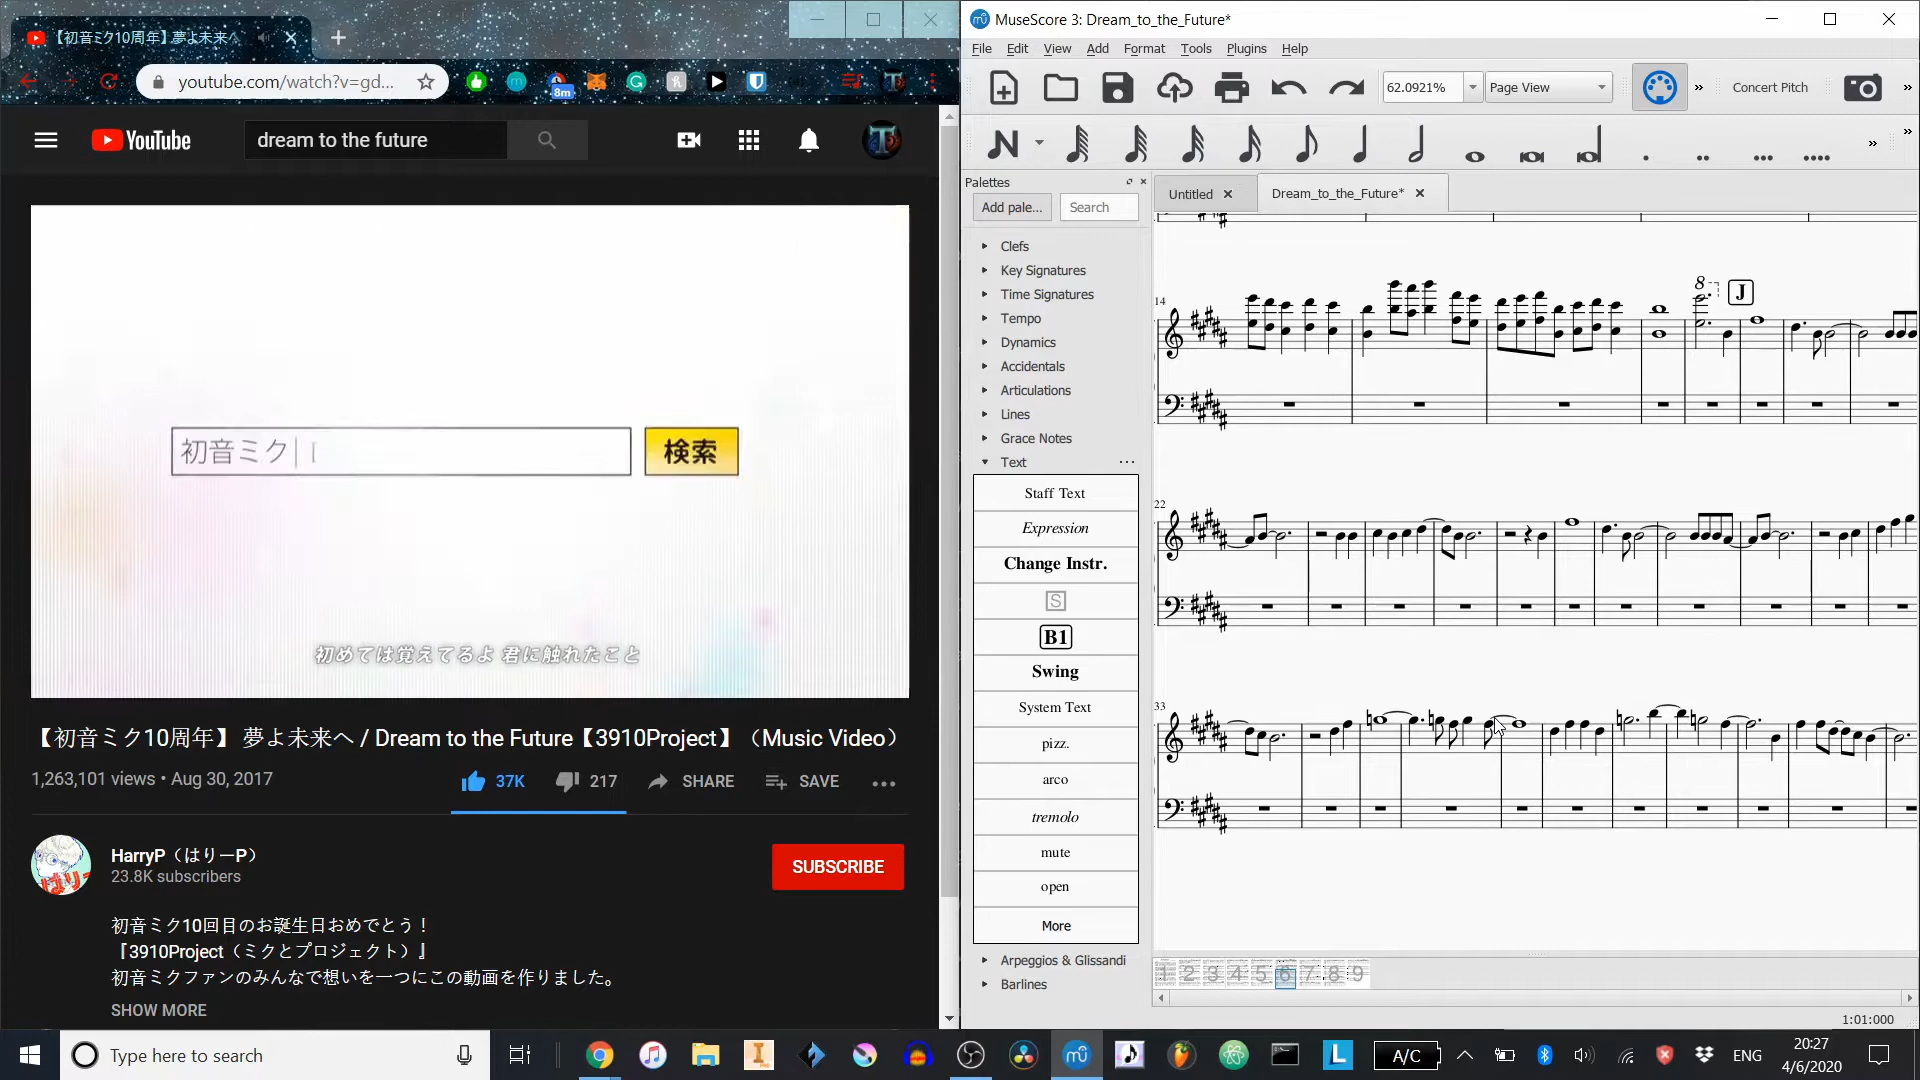 【初音ミク10周年】夢よ未来へ
youtube.com/watch?v=gd...
8m
YouTube
dream to the future
初音ミク
検索
初めては覚えてるよ 君に触れたこと
【初音ミク10周年】 夢よ未来へ / Dream to the Future【3910Project】（Music Video）
1,263,101 views • Aug 30, 2017
37K
217
SHARE
SAVE
HarryP（はりーP）
23.8K subscribers
SUBSCRIBE
初音ミク10回目のお誕生日おめでとう！
『3910Project（ミクとプロジェクト）』
初音ミクファンのみんなで想いを一つにこの動画を作りました。
SHOW MORE
MuseScore 3: Dream_to_the_Future*
File Edit View Add Format Tools Plugins Help
62.0921%
Page View
Concert Pitch
Palettes
Add pale...
Search
Untitled
Dream_to_the_Future*
Clefs
Key Signatures
Time Signatures
Tempo
Dynamics
Accidentals
Articulations
Lines
Grace Notes
Text
Staff Text
Expression
Change Instr.
S
B1
Swing
System Text
pizz.
arco
tremolo
mute
open
More
Arpeggios & Glissandi
Barlines
14
8
J
22
33
1 2 3 4 5 6 7 8 9
1:01:000
Type here to search
A/C
ENG
20:27
4/6/2020